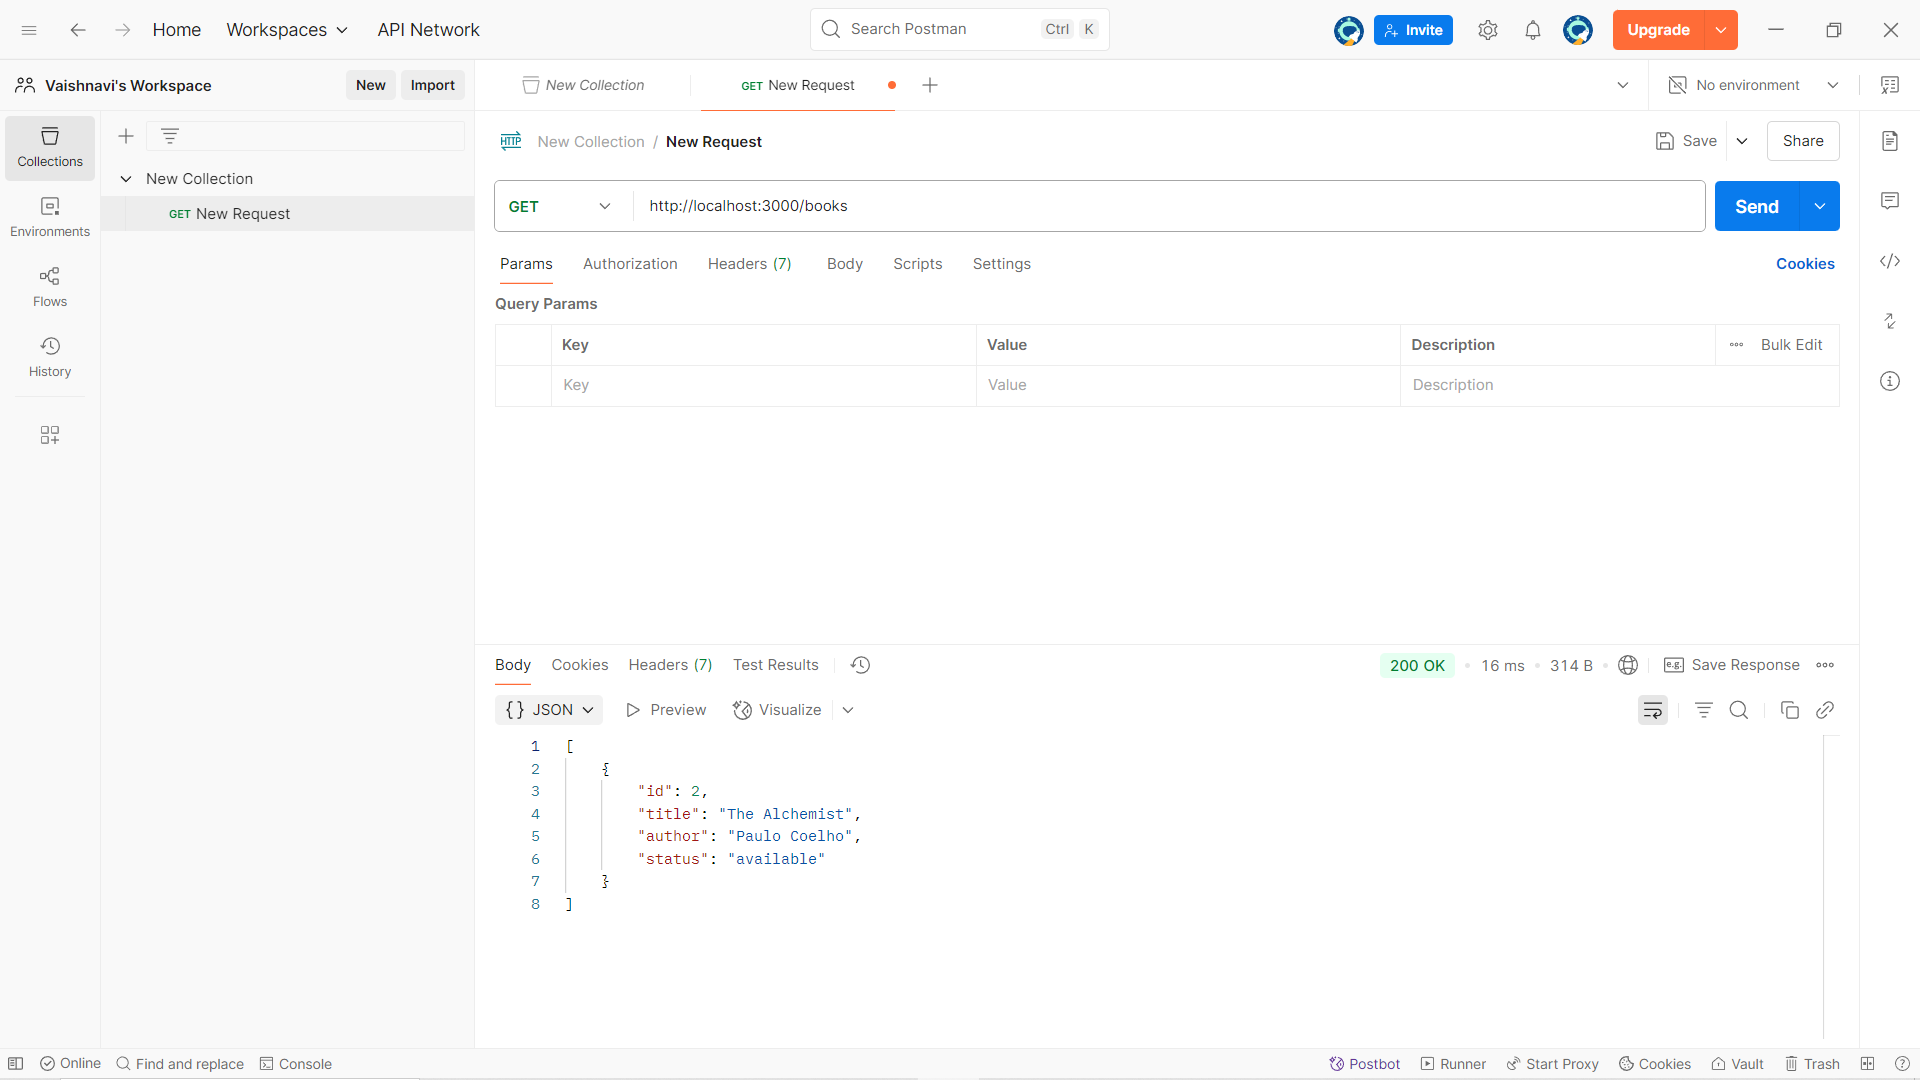 Home Workspaces API Network Search Postman Ctrl K Invite Upgrade
Vaishnavi's Workspace New Import New Collection GET New Request No environment
Collections
Environments
Flows
History
New Collection
GET New Request
HTTP New Collection / New Request Save Share
GET http://localhost:3000/books Send
Params Authorization Headers (7) Body Scripts Settings Cookies
Query Params
Key Value Description Bulk Edit
Key Value Description
Body Cookies Headers (7) Test Results 200 OK 16 ms 314 B e.g. Save Response
{} JSON Preview Visualize
1 [
2 {
3 "id": 2,
4 "title": "The Alchemist",
5 "author": "Paulo Coelho",
6 "status": "available"
7 }
8 ]
Online Find and replace Console Postbot Runner Start Proxy Cookies Vault Trash